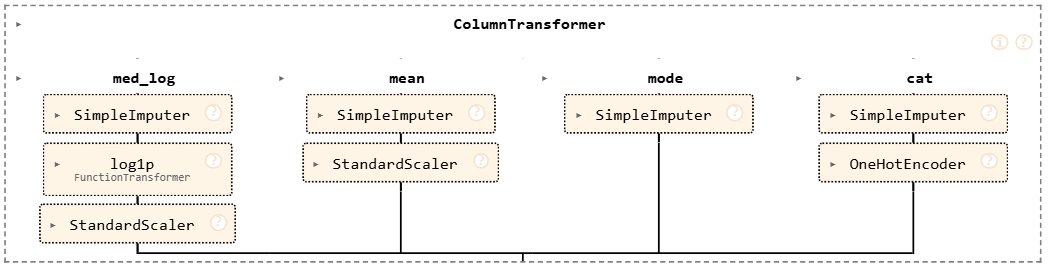 ColumnTransformer
i ?
med_log mean mode cat
SimpleImputer ? SimpleImputer ? SimpleImputer ? SimpleImputer ?
log1p ? StandardScaler ? OneHotEncoder ?
FunctionTransformer
StandardScaler ?